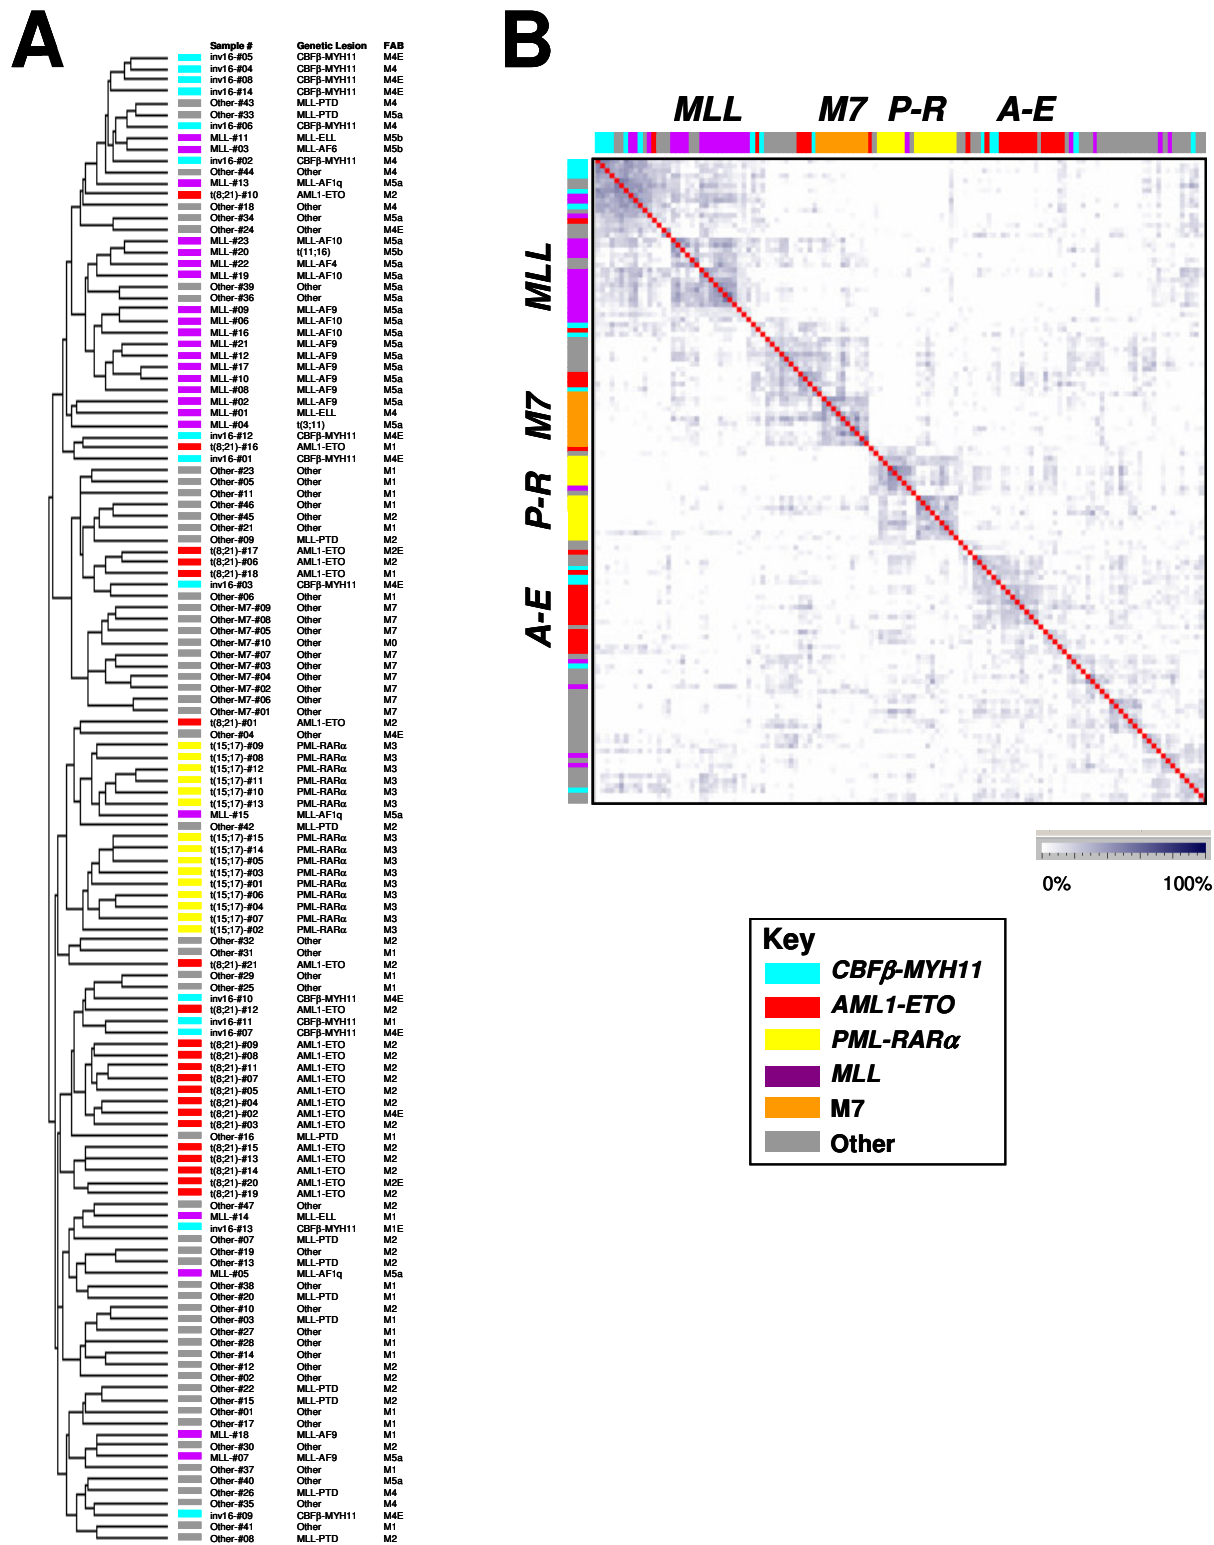 A
Sample # Genetic Lesion FAB
inv16-#05 CBFβ-MYH11 M4E
inv16-#04 CBFβ-MYH11 M4
inv16-#08 CBFβ-MYH11 M4E
inv16-#14 CBFβ-MYH11 M4E
Other-#43 MLL-PTD M4
Other-#33 MLL-PTD M5a
inv16-#06 CBFβ-MYH11 M4
MLL-#11 MLL-ELL M5b
MLL-#03 MLL-AF6 M5b
inv16-#02 CBFβ-MYH11 M4
Other-#44 Other M4
MLL-#13 MLL-AF1q M5a
t(8;21)-#10 AML1-ETO M2
Other-#18 Other M4
Other-#34 Other M5a
Other-#24 Other M4E
MLL-#23 MLL-AF10 M5a
MLL-#20 t(11;16) M5b
MLL-#22 MLL-AF4 M5a
MLL-#19 MLL-AF10 M5a
Other-#39 Other M5a
Other-#36 Other M5a
MLL-#09 MLL-AF9 M5a
MLL-#06 MLL-AF10 M5a
MLL-#16 MLL-AF10 M5a
MLL-#21 MLL-AF9 M5a
MLL-#12 MLL-AF9 M5a
MLL-#17 MLL-AF9 M5a
MLL-#10 MLL-AF9 M5a
MLL-#08 MLL-AF9 M5a
MLL-#02 MLL-AF9 M5a
MLL-#01 MLL-ELL M4
MLL-#04 t(3;11) M5a
inv16-#12 CBFβ-MYH11 M4E
t(8;21)-#16 AML1-ETO M1
inv16-#01 CBFβ-MYH11 M4E
Other-#23 Other M1
Other-#05 Other M1
Other-#11 Other M1
Other-#46 Other M1
Other-#45 Other M2
Other-#21 Other M1
Other-#09 MLL-PTD M2
t(8;21)-#17 AML1-ETO M2E
t(8;21)-#06 AML1-ETO M2
t(8;21)-#18 AML1-ETO M1
inv16-#03 CBFβ-MYH11 M4E
Other-#06 Other M1
Other-M7-#09 Other M7
Other-M7-#08 Other M7
Other-M7-#05 Other M7
Other-M7-#10 Other M0
Other-M7-#07 Other M7
Other-M7-#03 Other M7
Other-M7-#04 Other M7
Other-M7-#02 Other M7
Other-M7-#06 Other M7
Other-M7-#01 Other M7
t(8;21)-#01 AML1-ETO M2
Other-#04 Other M4E
t(15;17)-#09 PML-RARα M3
t(15;17)-#08 PML-RARα M3
t(15;17)-#12 PML-RARα M3
t(15;17)-#11 PML-RARα M3
t(15;17)-#10 PML-RARα M3
t(15;17)-#13 PML-RARα M3
MLL-#15 MLL-AF1q M5a
Other-#42 MLL-PTD M2
t(15;17)-#15 PML-RARα M3
t(15;17)-#14 PML-RARα M3
t(15;17)-#05 PML-RARα M3
t(15;17)-#03 PML-RARα M3
t(15;17)-#01 PML-RARα M3
t(15;17)-#06 PML-RARα M3
t(15;17)-#04 PML-RARα M3
t(15;17)-#07 PML-RARα M3
t(15;17)-#02 PML-RARα M3
Other-#32 Other M2
Other-#31 Other M1
t(8;21)-#21 AML1-ETO M2
Other-#29 Other M1
Other-#25 Other M1
inv16-#10 CBFβ-MYH11 M4E
t(8;21)-#12 AML1-ETO M2
inv16-#11 CBFβ-MYH11 M1
inv16-#07 CBFβ-MYH11 M4E
t(8;21)-#09 AML1-ETO M2
t(8;21)-#08 AML1-ETO M2
t(8;21)-#11 AML1-ETO M2
t(8;21)-#07 AML1-ETO M2
t(8;21)-#05 AML1-ETO M2
t(8;21)-#04 AML1-ETO M2
t(8;21)-#02 AML1-ETO M4E
t(8;21)-#03 AML1-ETO M2
Other-#16 MLL-PTD M1
t(8;21)-#15 AML1-ETO M2
t(8;21)-#13 AML1-ETO M2
t(8;21)-#14 AML1-ETO M2
t(8;21)-#20 AML1-ETO M2E
t(8;21)-#19 AML1-ETO M2
Other-#47 Other M2
MLL-#14 MLL-ELL M1
inv16-#13 CBFβ-MYH11 M1E
Other-#07 MLL-PTD M2
Other-#19 Other M2
Other-#13 MLL-PTD M2
MLL-#05 MLL-AF1q M5a
Other-#38 Other M1
Other-#20 MLL-PTD M1
Other-#10 Other M2
Other-#03 MLL-PTD M1
Other-#27 Other M1
Other-#28 Other M1
Other-#14 Other M1
Other-#12 Other M2
Other-#02 Other M2
Other-#22 MLL-PTD M2
Other-#15 MLL-PTD M2
Other-#01 Other M1
Other-#17 Other M1
MLL-#18 MLL-AF9 M1
Other-#30 Other M2
MLL-#07 MLL-AF9 M5a
Other-#37 Other M1
Other-#40 Other M5a
Other-#26 MLL-PTD M4
Other-#35 Other M4
inv16-#09 CBFβ-MYH11 M4E
Other-#41 Other M1
Other-#08 MLL-PTD M2
B
MLL M7 P-R A-E
MLL
M7
P-R
A-E
0% 100%
Key
CBFβ-MYH11
AML1-ETO
PML-RARα
MLL
M7
Other